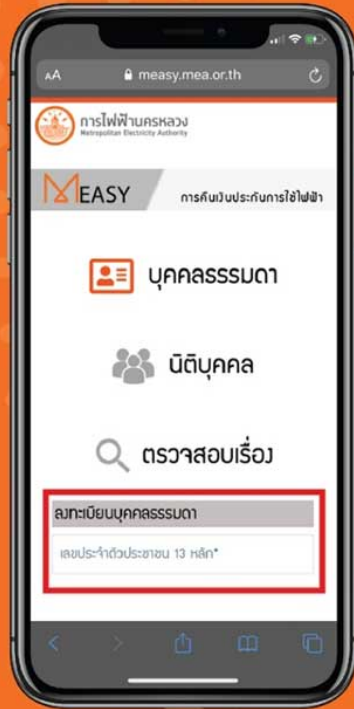 AA measy.mea.or.th
การไฟฟ้านครหลวง
Metropolitan Electricity Authority
MEASY การคืนเงินประกันการใช้ไฟฟ้า
บุคคลธรรมดา
นิติบุคคล
ตรวจสอบเรื่อง
ลงทะเบียนบุคคลธรรมดา
เลขประจำตัวประชาชน 13 หลัก*